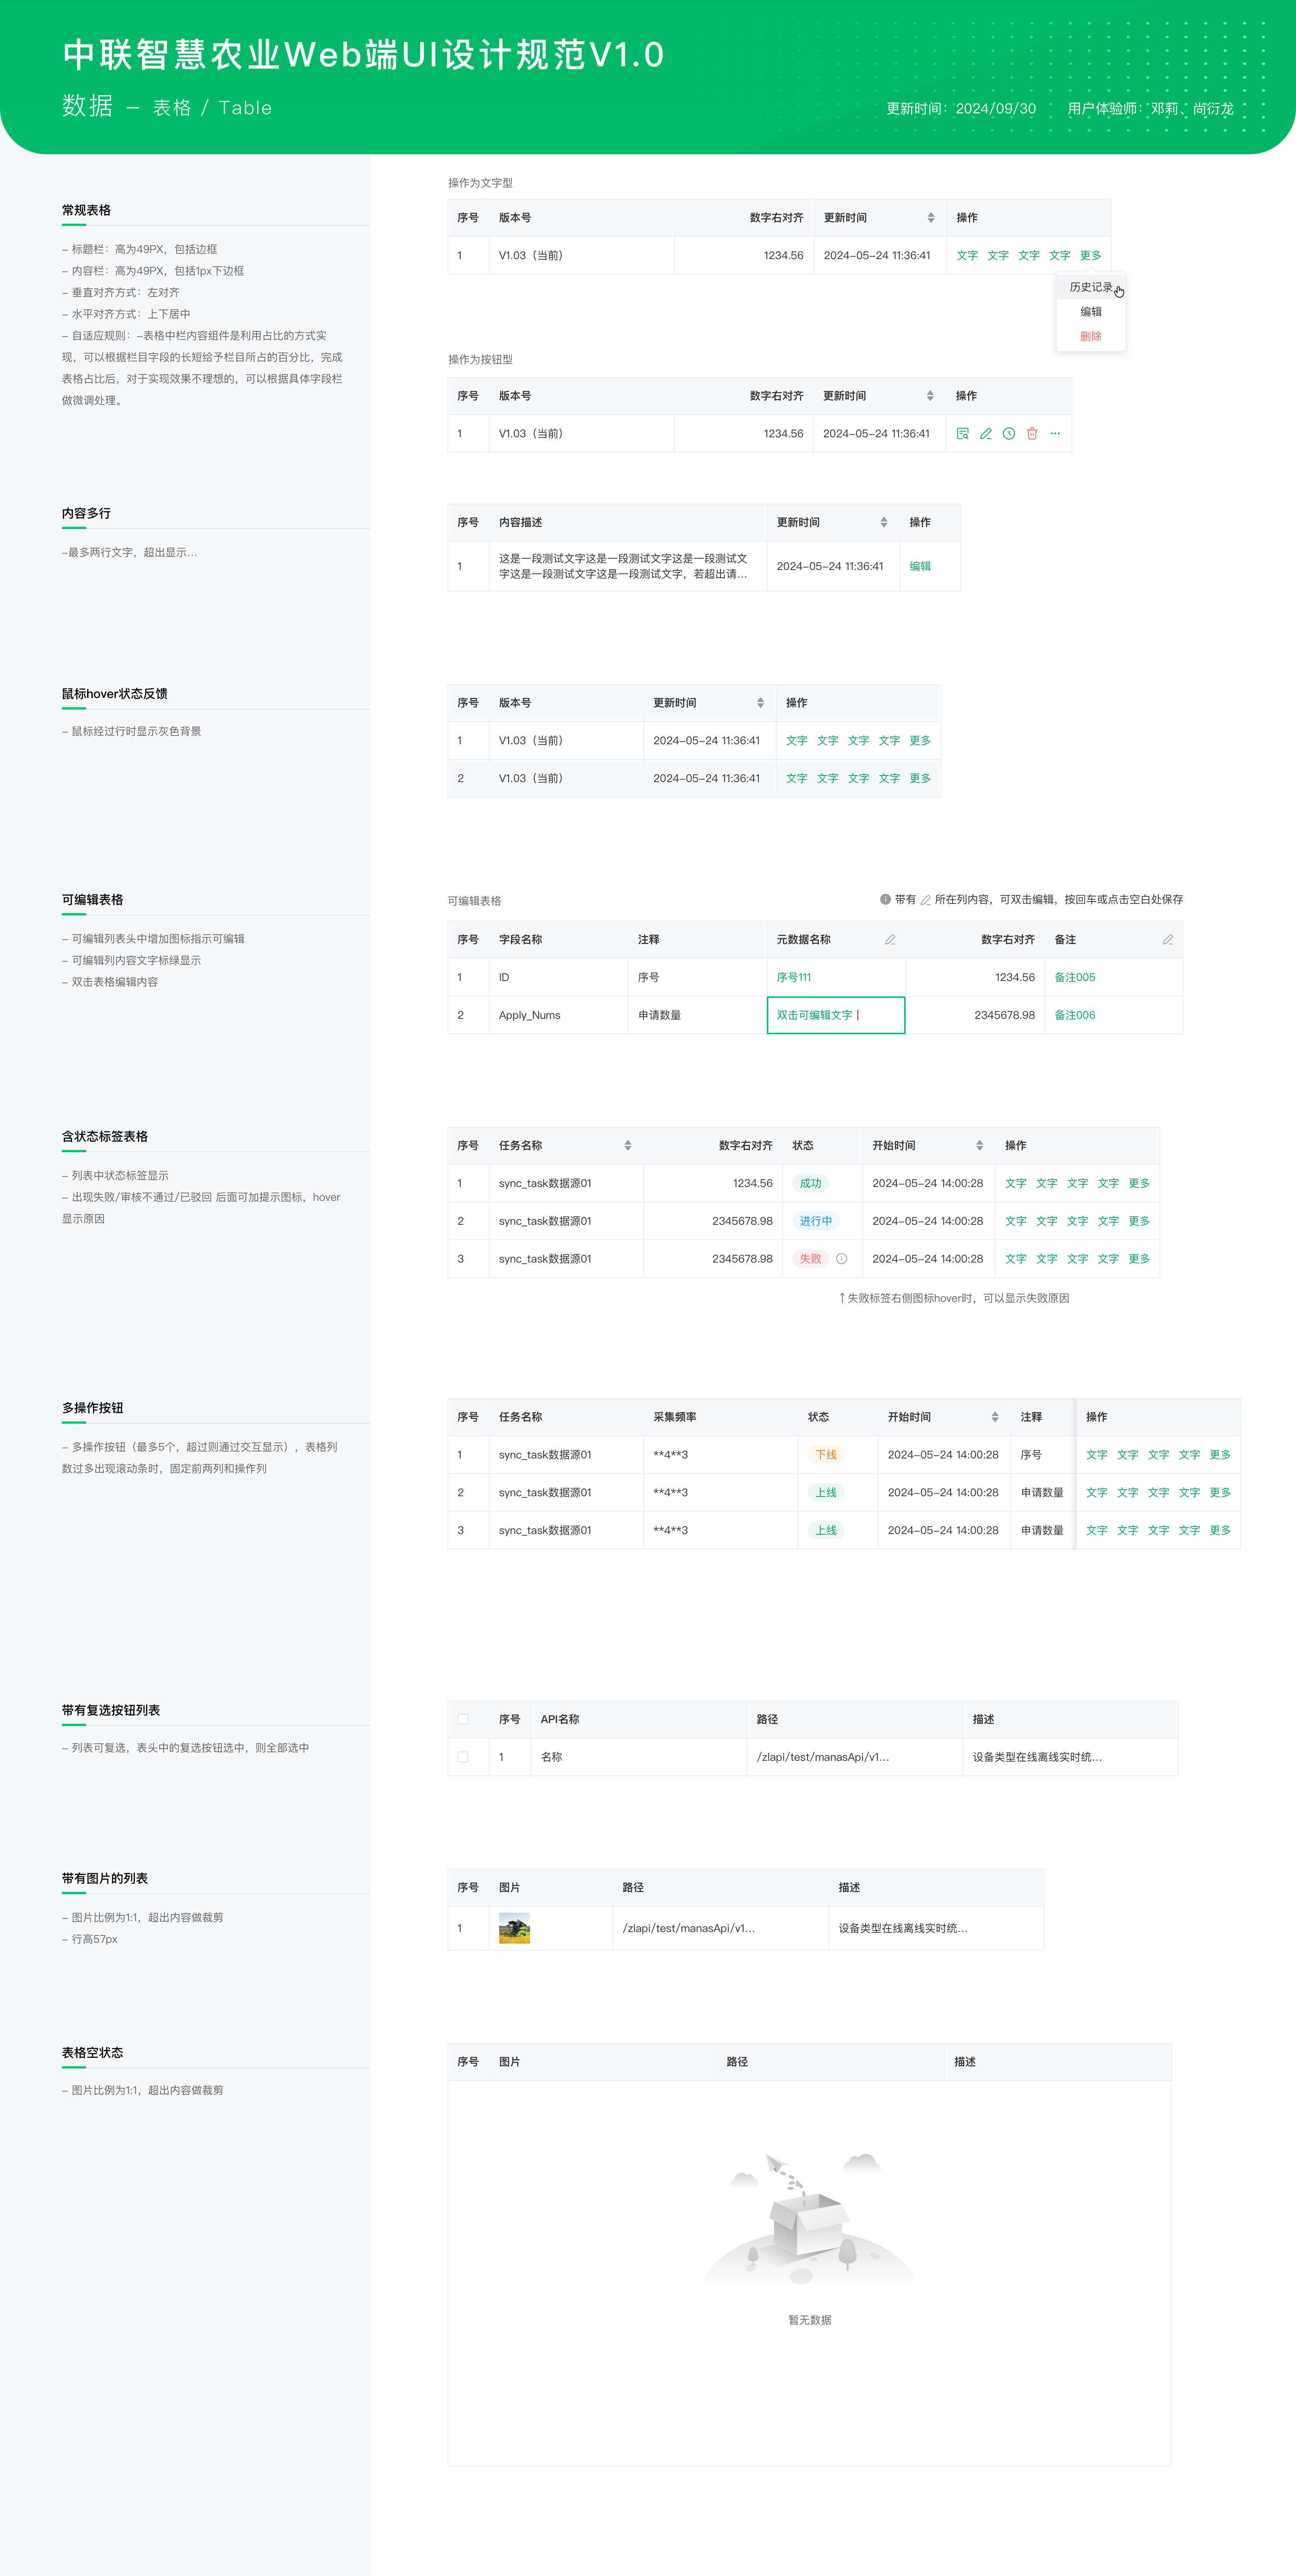 中联智慧农业Web端UI设计规范V1.0
数据 – 表格 / Table
更新时间：2024/09/30 用户体验师：邓莉、尚衍龙
常规表格
– 标题栏：高为49PX，包括边框
– 内容栏：高为49PX，包括1px下边框
– 垂直对齐方式：左对齐
– 水平对齐方式：上下居中
– 自适应规则：–表格中栏内容组件是利用占比的方式实
现，可以根据栏目字段的长短给予栏目所占的百分比，完成
表格占比后，对于实现效果不理想的，可以根据具体字段栏
做微调处理。
操作为文字型
序号 版本号 数字右对齐 更新时间 操作
1 V1.03（当前） 1234.56 2024–05–24 11:36:41 文字 文字 文字 文字 更多
历史记录
编辑
删除
操作为按钮型
序号 版本号 数字右对齐 更新时间 操作
1 V1.03（当前） 1234.56 2024–05–24 11:36:41
内容多行
–最多两行文字，超出显示...
序号 内容描述 更新时间 操作
1 这是一段测试文字这是一段测试文字这是一段测试文 2024–05–24 11:36:41 编辑
字这是一段测试文字这是一段测试文字，若超出请...
鼠标hover状态反馈
– 鼠标经过行时显示灰色背景
序号 版本号 更新时间 操作
1 V1.03（当前） 2024–05–24 11:36:41 文字 文字 文字 文字 更多
2 V1.03（当前） 2024–05–24 11:36:41 文字 文字 文字 文字 更多
可编辑表格
– 可编辑列表头中增加图标指示可编辑
– 可编辑列内容文字标绿显示
– 双击表格编辑内容
可编辑表格 带有 所在列内容，可双击编辑，按回车或点击空白处保存
序号 字段名称 注释 元数据名称 数字右对齐 备注
1 ID 序号 序号111 1234.56 备注005
2 Apply_Nums 申请数量 双击可编辑文字 2345678.98 备注006
含状态标签表格
– 列表中状态标签显示
– 出现失败/审核不通过/已驳回 后面可加提示图标，hover
显示原因
序号 任务名称 数字右对齐 状态 开始时间 操作
1 sync_task数据源01 1234.56 成功 2024–05–24 14:00:28 文字 文字 文字 文字 更多
2 sync_task数据源01 2345678.98 进行中 2024–05–24 14:00:28 文字 文字 文字 文字 更多
3 sync_task数据源01 2345678.98 失败 2024–05–24 14:00:28 文字 文字 文字 文字 更多
↑失败标签右侧图标hover时，可以显示失败原因
多操作按钮
– 多操作按钮（最多5个，超过则通过交互显示），表格列
数过多出现滚动条时，固定前两列和操作列
序号 任务名称 采集频率 状态 开始时间 注释 操作
1 sync_task数据源01 **4**3 下线 2024–05–24 14:00:28 序号 文字 文字 文字 文字 更多
2 sync_task数据源01 **4**3 上线 2024–05–24 14:00:28 申请数量 文字 文字 文字 文字 更多
3 sync_task数据源01 **4**3 上线 2024–05–24 14:00:28 申请数量 文字 文字 文字 文字 更多
带有复选按钮列表
– 列表可复选，表头中的复选按钮选中，则全部选中
序号 API名称 路径 描述
1 名称 /zlapi/test/manasApi/v1... 设备类型在线离线实时统...
带有图片的列表
– 图片比例为1:1，超出内容做裁剪
– 行高57px
序号 图片 路径 描述
1 /zlapi/test/manasApi/v1... 设备类型在线离线实时统...
表格空状态
– 图片比例为1:1，超出内容做裁剪
序号 图片 路径 描述
暂无数据